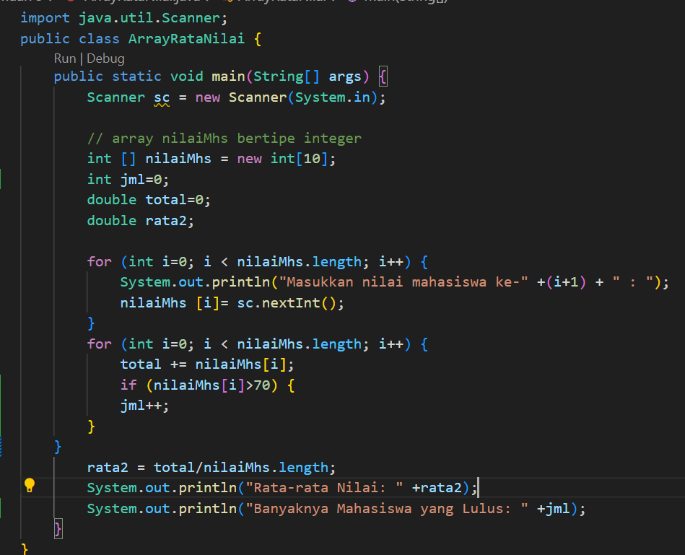 import java.util.Scanner;
public class ArrayRataNilai {
Run | Debug
public static void main(String[] args) {
Scanner sc = new Scanner(System.in);
// array nilaiMhs bertipe integer
int [] nilaiMhs = new int[10];
int jml=0;
double total=0;
double rata2;
for (int i=0; i < nilaiMhs.length; i++) {
System.out.println("Masukkan nilai mahasiswa ke-" +(i+1) + " : ");
nilaiMhs [i]= sc.nextInt();
}
for (int i=0; i < nilaiMhs.length; i++) {
total += nilaiMhs[i];
if (nilaiMhs[i]>70) {
jml++;
}
}
rata2 = total/nilaiMhs.length;
System.out.println("Rata-rata Nilai: " +rata2);
System.out.println("Banyaknya Mahasiswa yang Lulus: " +jml);
}
}